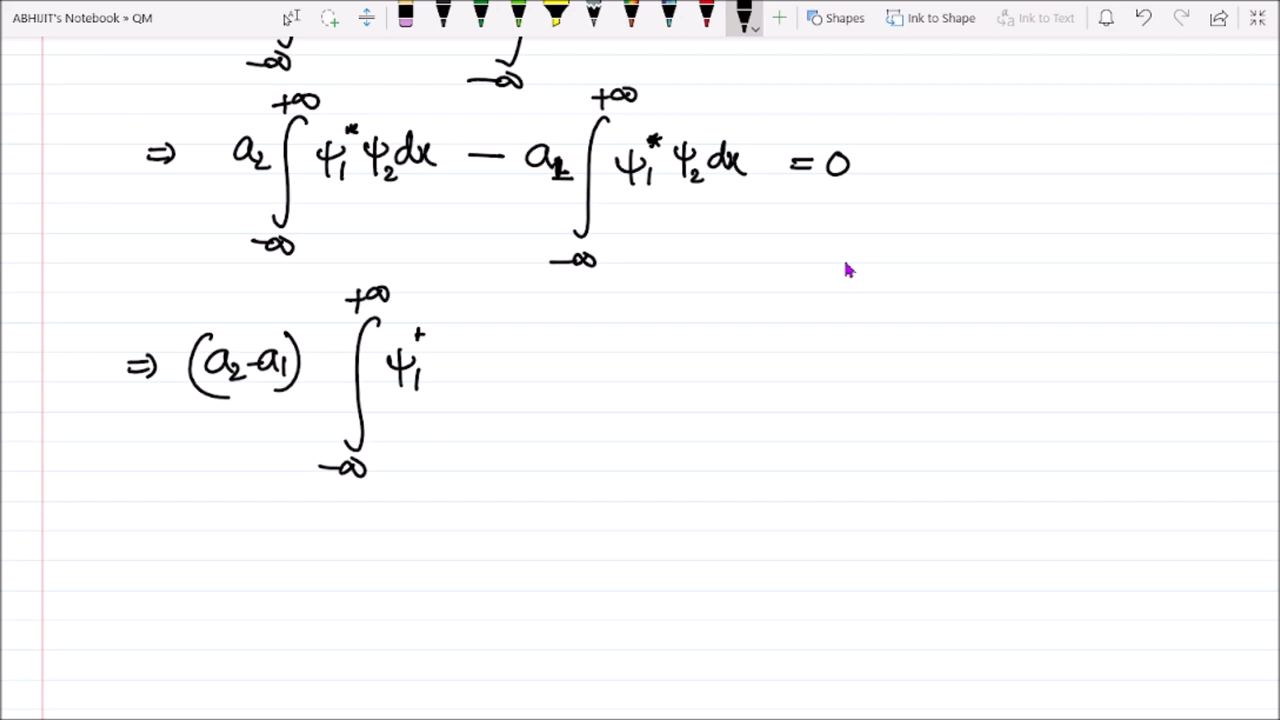 ABHIJIT's Notebook » QM Shapes Ink to Shape Ink to Text
-∞ -∞
⇒ a₂ ∫_{-∞}^{+∞} ψ₁* ψ₂ dx — a₁ ∫_{-∞}^{+∞} ψ₁* ψ₂ dx = 0
⇒ (a₂-a₁) ∫_{-∞}^{+∞} ψ₁⁺